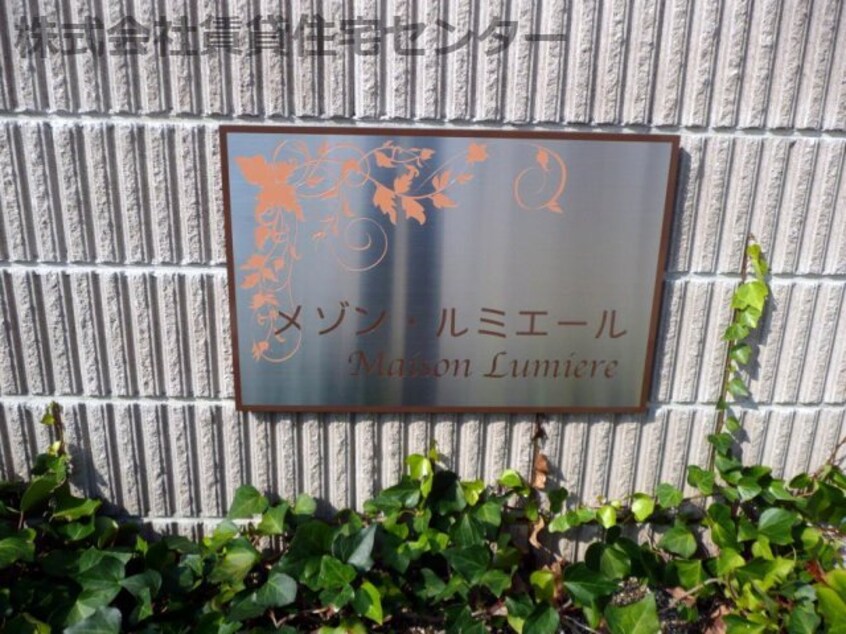 株式会社賃貸住宅センター
メゾン・ルミエール
Maison Lumiere